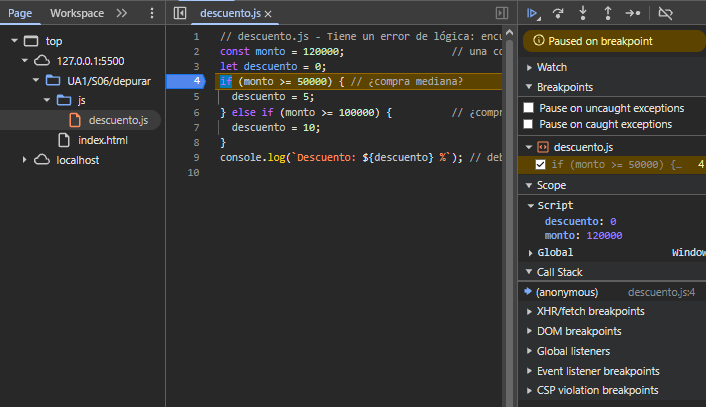 Page
Workspace
top
127.0.0.1:5500
UA1/S06/depurar
js
descuento.js
index.html
localhost
descuento.js
1 // descuento.js - Tiene un error de lógica: encu
2 const monto = 120000; // una co
3 let descuento = 0;
4 if (monto >= 50000) { // ¿compra mediana?
5 descuento = 5;
6 } else if (monto >= 100000) { // ¿compr
7 descuento = 10;
8 }
9 console.log(`Descuento: ${descuento} %`); // deb
10
Paused on breakpoint
Watch
Breakpoints
Pause on uncaught exceptions
Pause on caught exceptions
descuento.js
if (monto >= 50000) {… 4
Scope
Script
descuento: 0
monto: 120000
Global Window
Call Stack
(anonymous) descuento.js:4
XHR/fetch breakpoints
DOM breakpoints
Global listeners
Event listener breakpoints
CSP violation breakpoints